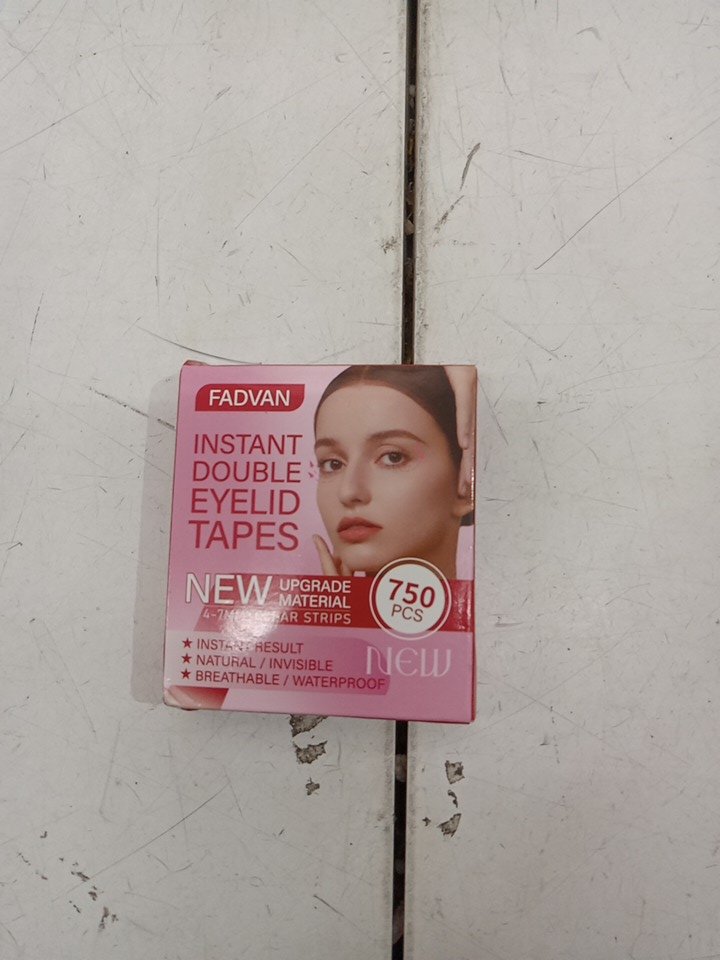 FADVAN
INSTANT
DOUBLE
EYELID
TAPES
NEW UPGRADE
MATERIAL
STRIPS
750
PCS
★ INSTANT RESULT
★ NATURAL / INVISIBLE
★ BREATHABLE / WATERPROOF
NEW